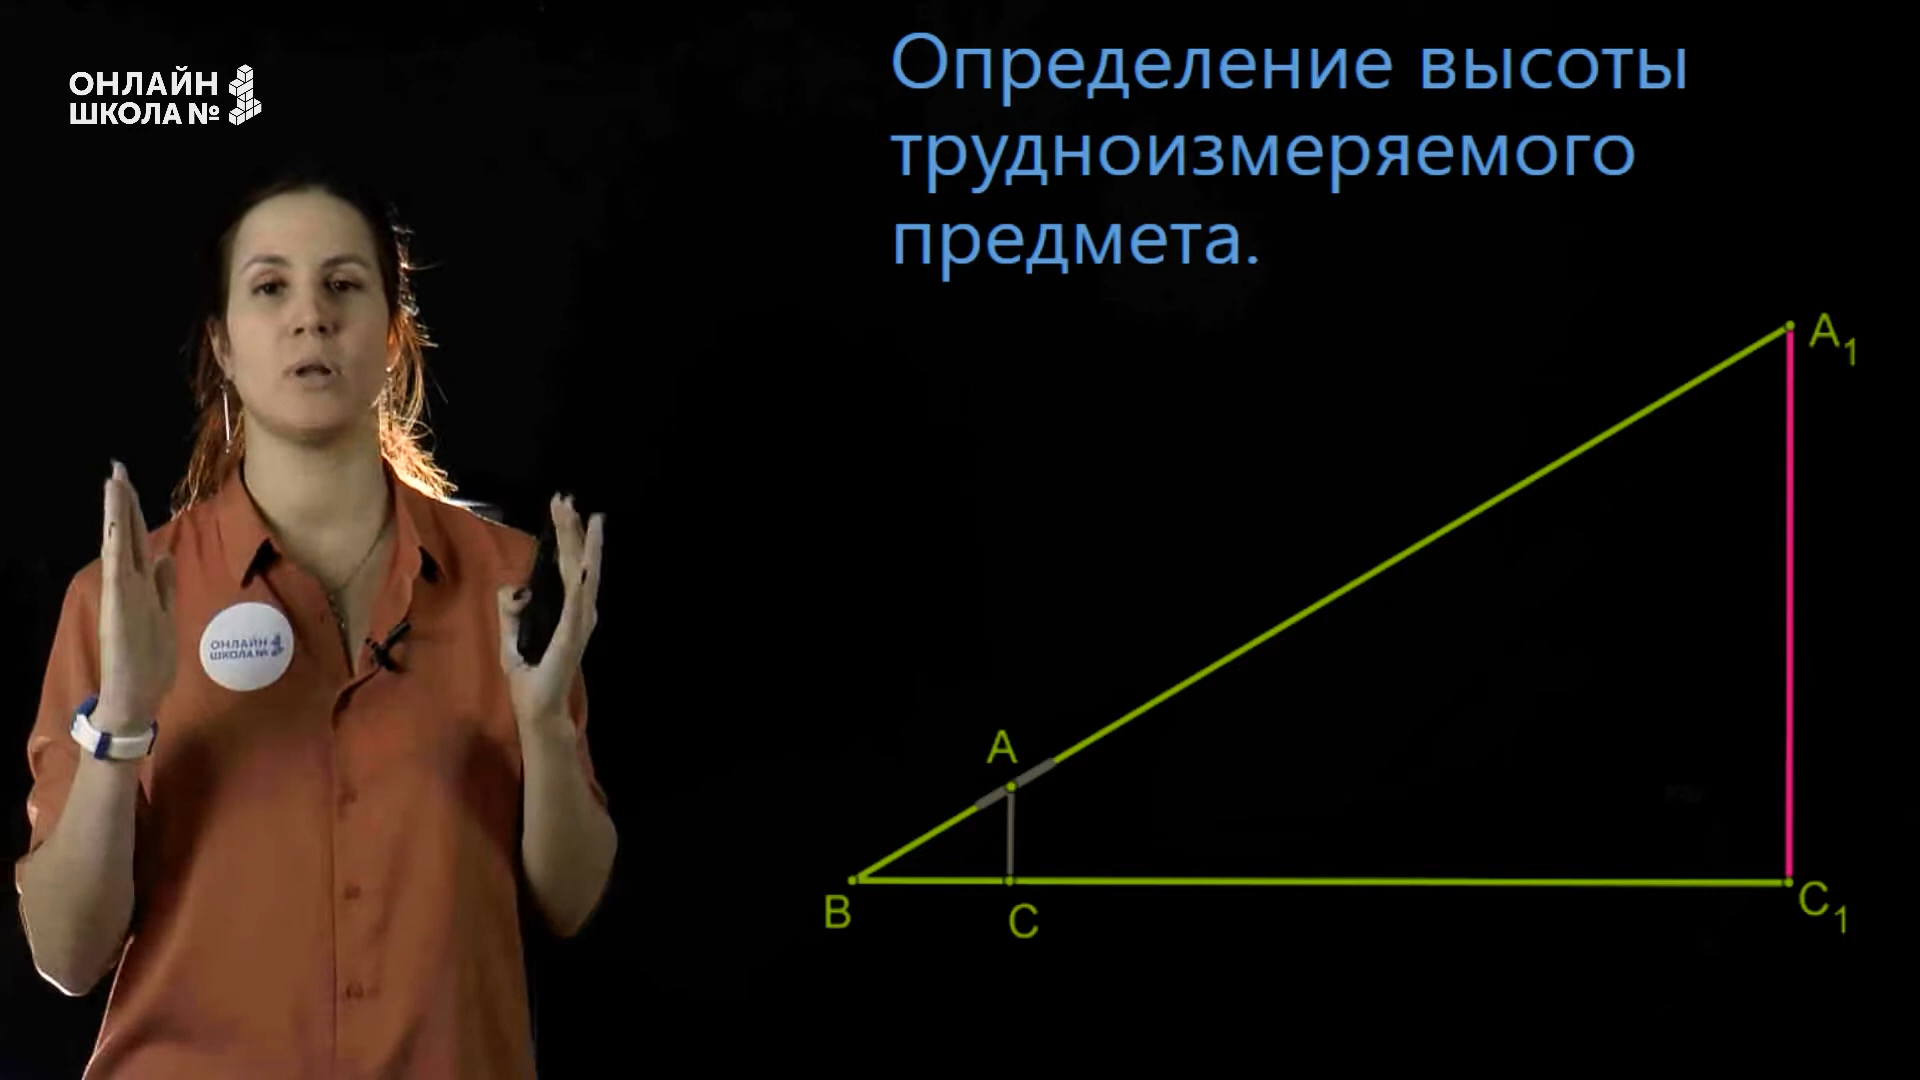 ОНЛАЙН
ШКОЛА №
Определение высоты
трудноизмеряемого
предмета.
A₁
A
B
C
C₁
ОНЛАЙН
ШКОЛА №